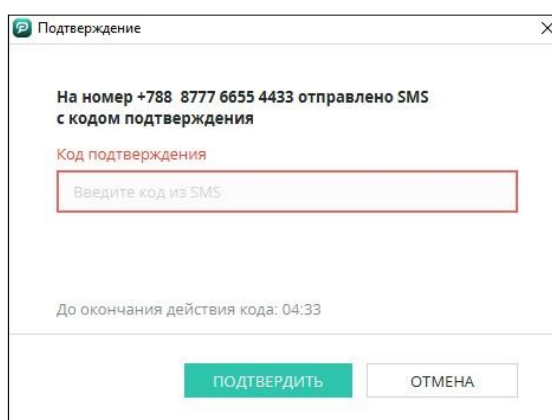 Подтверждение
На номер +788 8777 6655 4433 отправлено SMS
с кодом подтверждения
Код подтверждения
Введите код из SMS
До окончания действия кода: 04:33
ПОДТВЕРДИТЬ ОТМЕНА